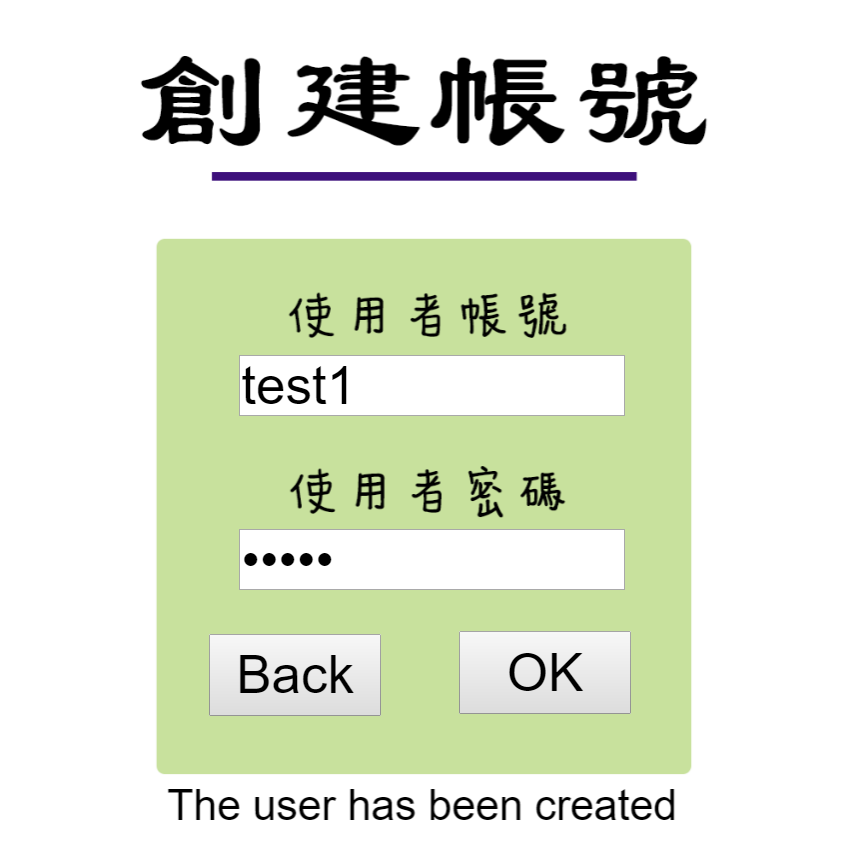 創建帳號
使用者帳號
test1
使用者密碼
•••••
Back
OK
The user has been created